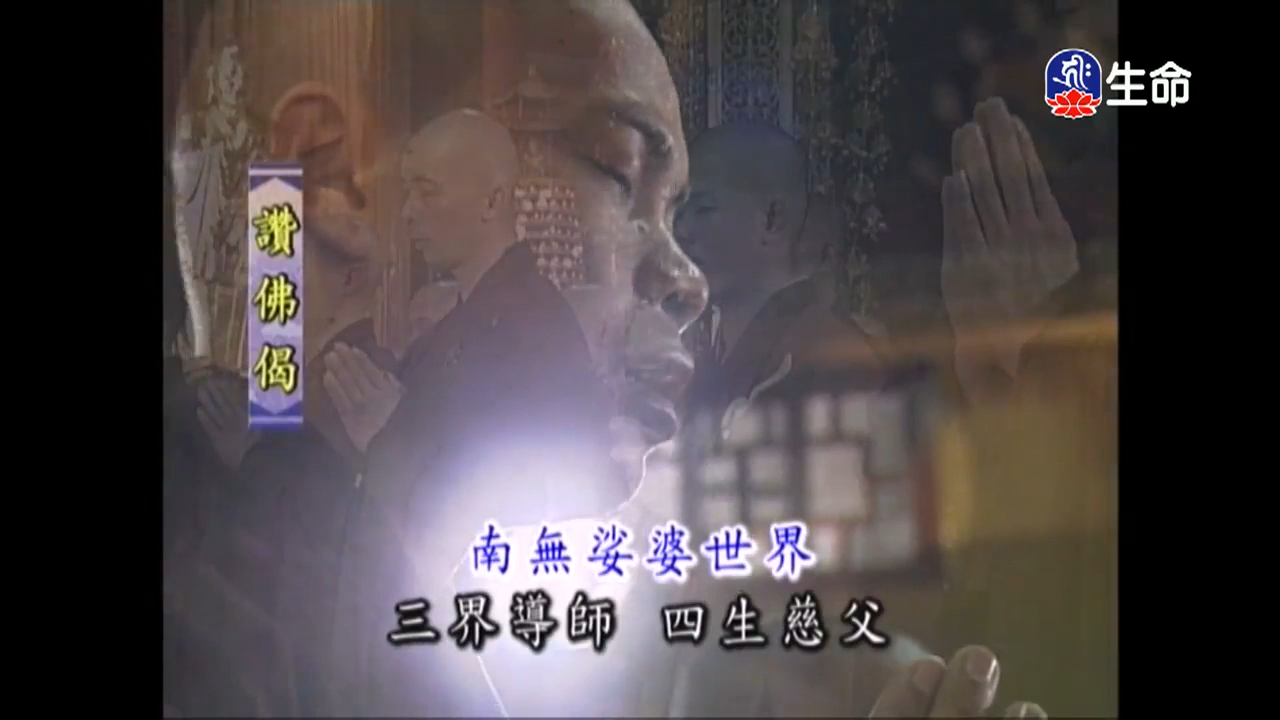 生命
讚佛偈
南無娑婆世界
三界導師 四生慈父